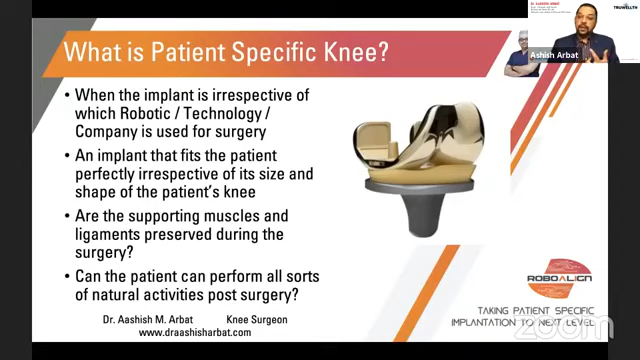 DR. AASHISH ARBAT
TRUWELLTH
Ashish Arbat
What is Patient Specific Knee?
• When the implant is irrespective of
which Robotic / Technology /
Company is used for surgery
• An implant that fits the patient
perfectly irrespective of its size and
shape of the patient's knee
• Are the supporting muscles and
ligaments preserved during the
surgery?
• Can the patient can perform all sorts
of natural activities post surgery?
Dr. Aashish M. Arbat Knee Surgeon
www.draashisharbat.com
ROBOALIGN
TAKING PATIENT SPECIFIC
IMPLANTATION TO NEXT LEVEL
zoom